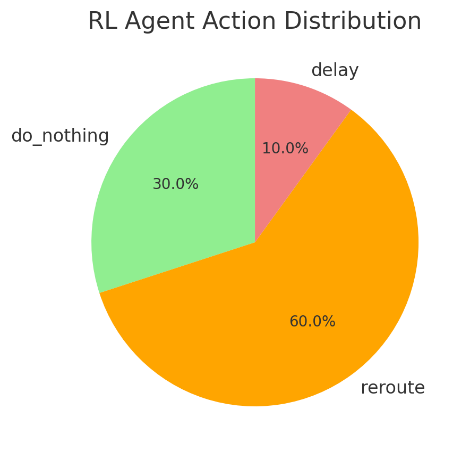 RL Agent Action Distribution
delay
do_nothing
10.0%
30.0%
60.0%
reroute